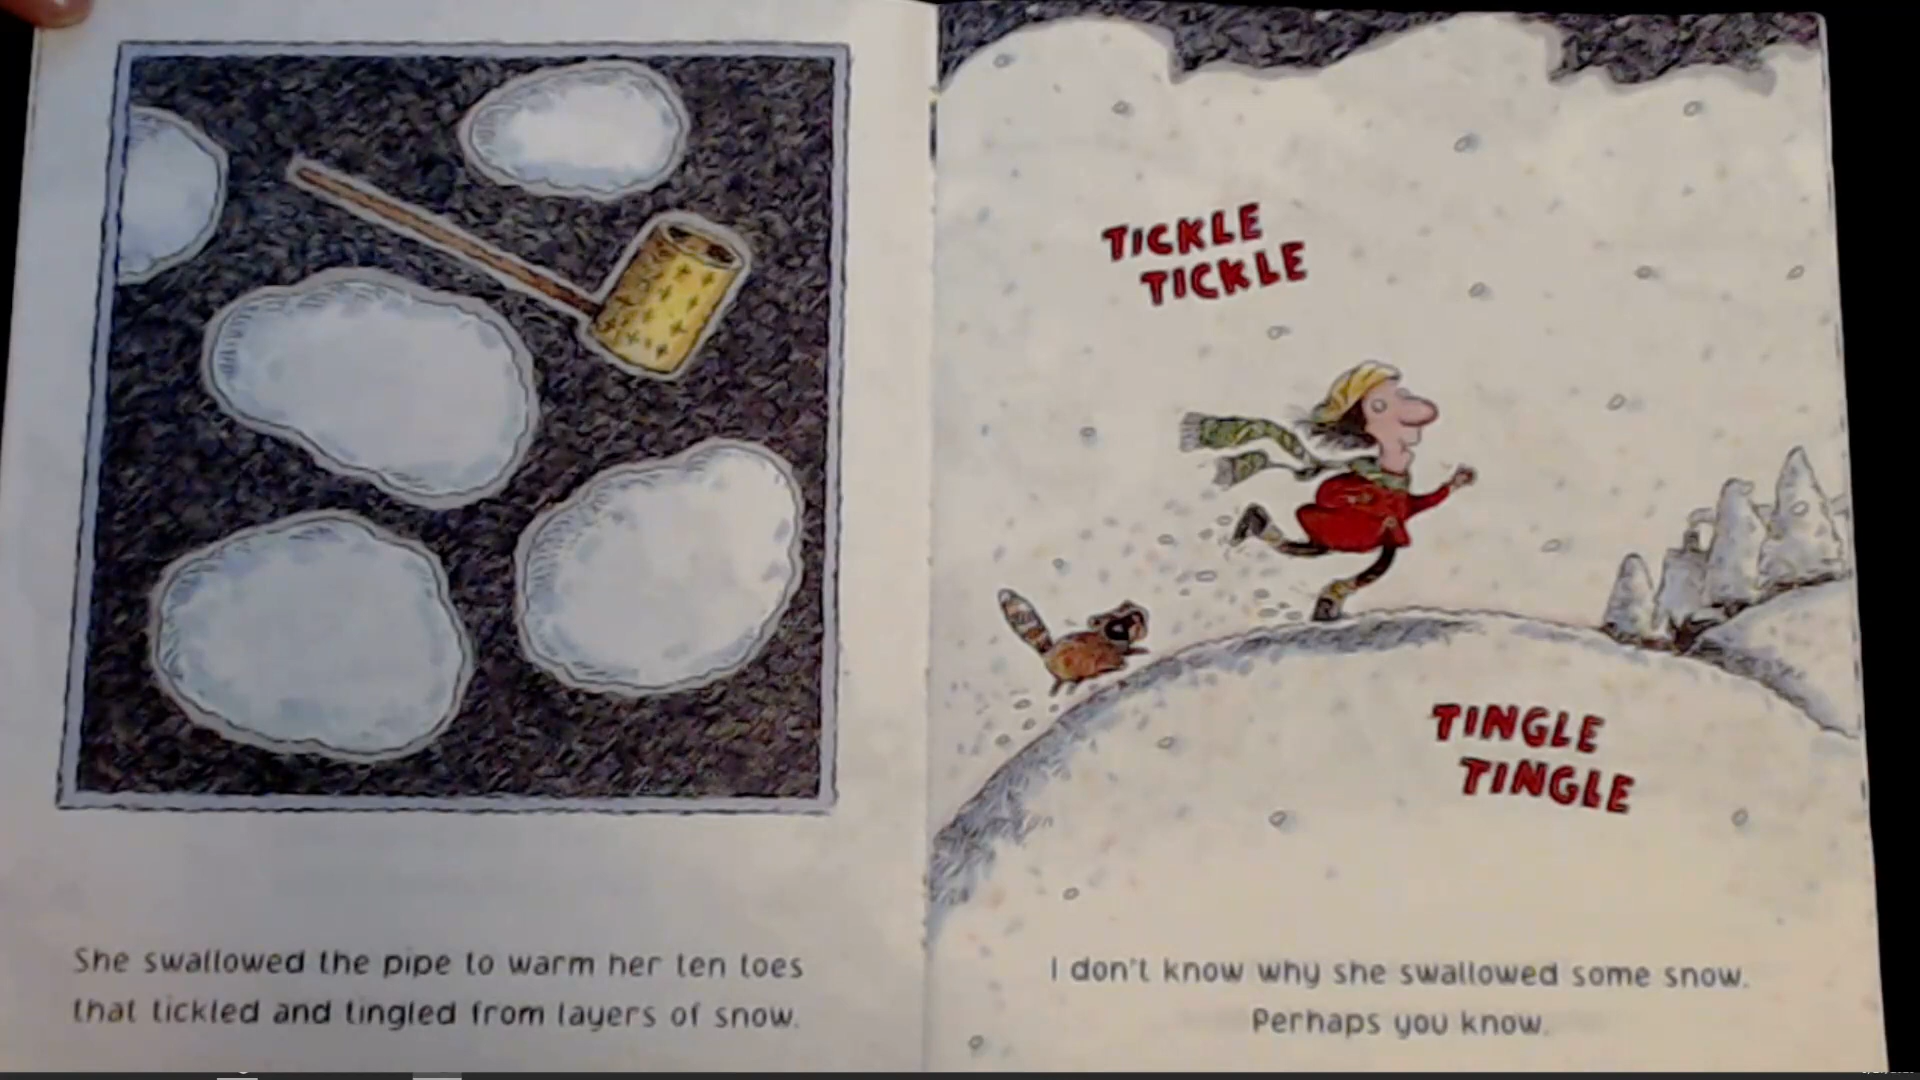 She swallowed the pipe to warm her ten toes
that tickled and tingled from layers of snow.
TICKLE
TICKLE
TINGLE
TINGLE
I don't know why she swallowed some snow.
Perhaps you know.